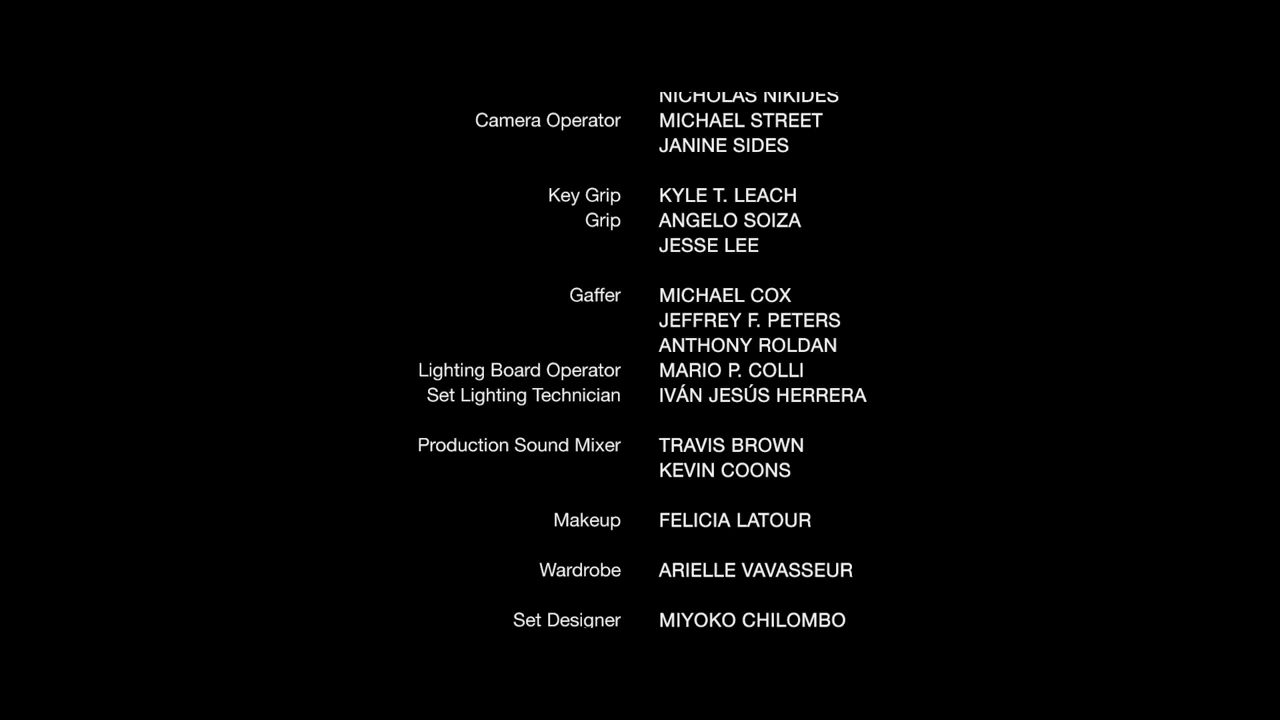 NICHOLAS NIKIDES
Camera Operator MICHAEL STREET
JANINE SIDES
Key Grip KYLE T. LEACH
Grip ANGELO SOIZA
JESSE LEE
Gaffer MICHAEL COX
JEFFREY F. PETERS
ANTHONY ROLDAN
Lighting Board Operator MARIO P. COLLI
Set Lighting Technician IVÁN JESÚS HERRERA
Production Sound Mixer TRAVIS BROWN
KEVIN COONS
Makeup FELICIA LATOUR
Wardrobe ARIELLE VAVASSEUR
Set Designer MIYOKO CHILOMBO